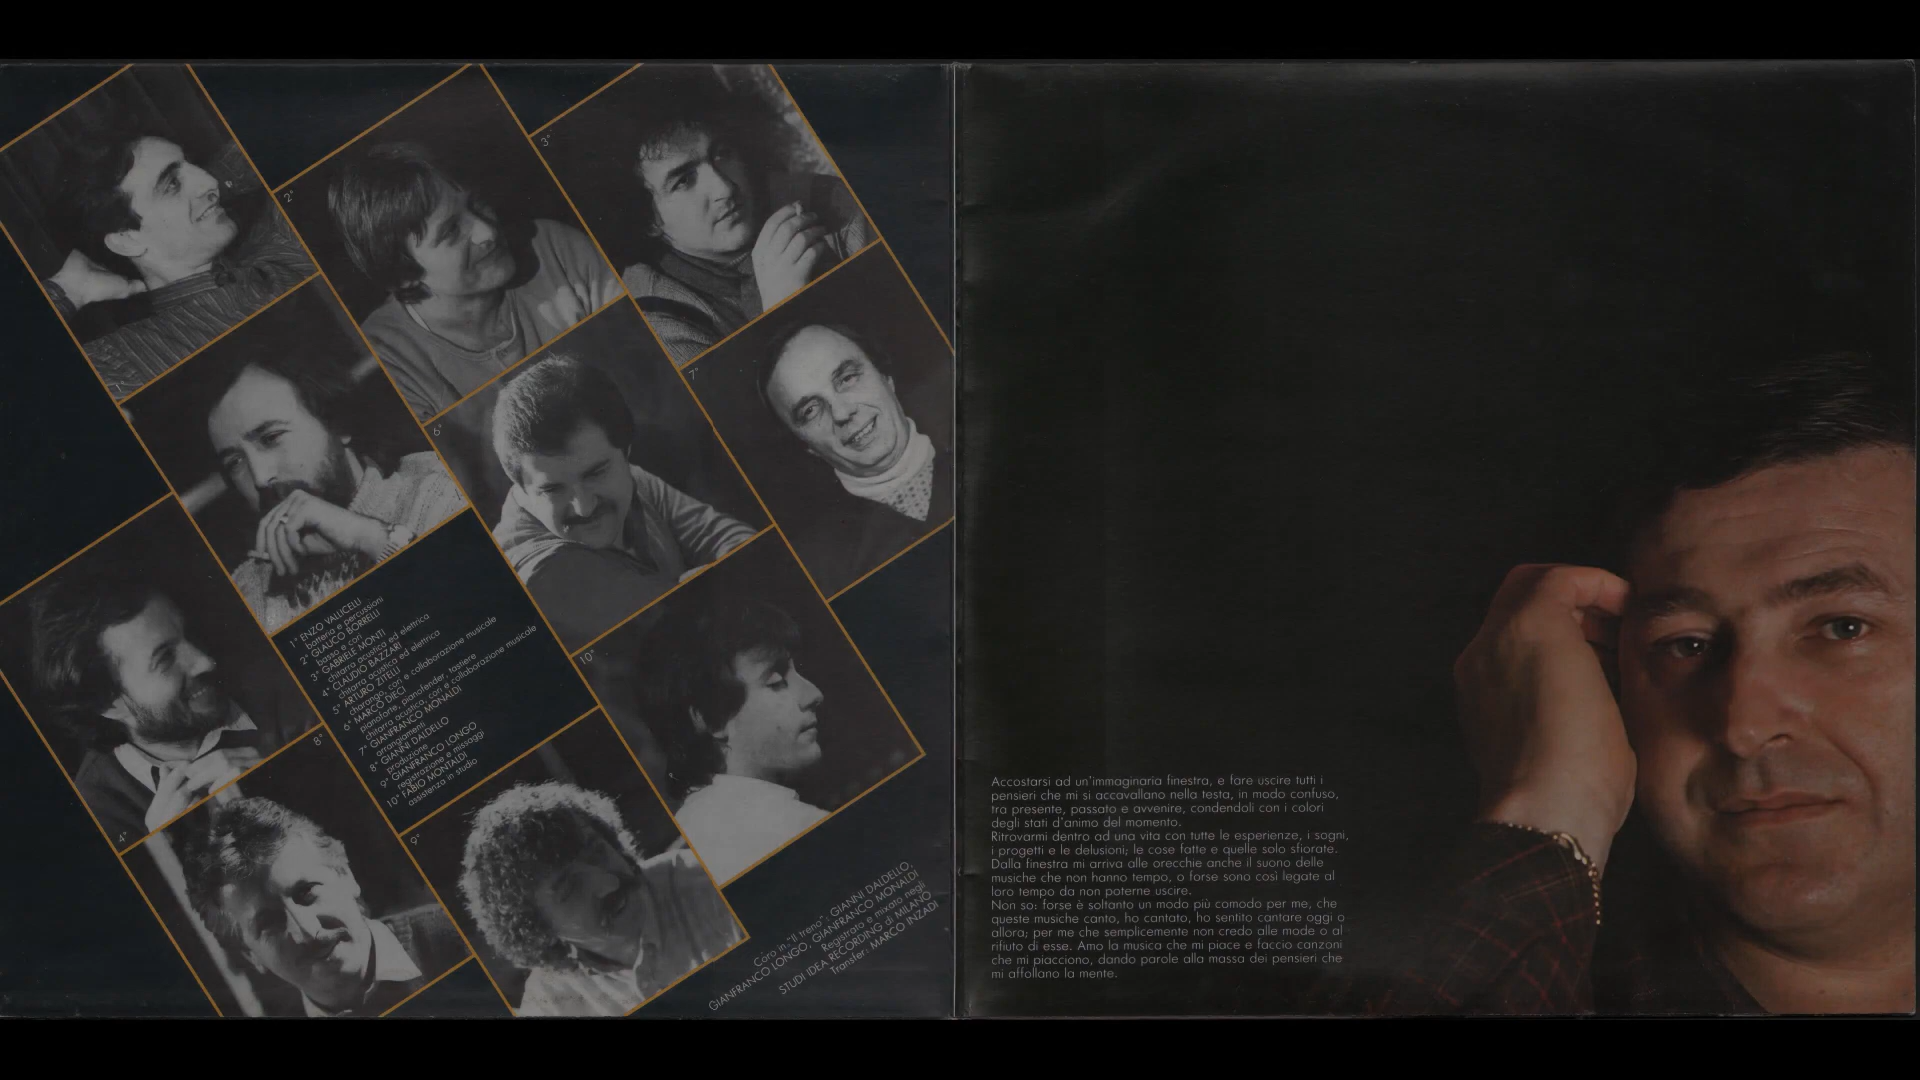 1°
2°
3°
6°
7°
4°
8°
9°
10°
1° ENZO VALLICELLI
batteria e percussioni
2° GLAUCO BORRELLI
basso e cori
3° GABRIELE MONTI
chitarra acustica ed elettrica
4° CLAUDIO BAZZARI
chitarra acustica ed elettrica
5° ARTURO ZITELLI
charango, cori e collaborazione musicale
6° MARCO DIECI
pianoforte, pianofender, tastiere
chitarra acustica, cori e collaborazione musicale
7° GIANFRANCO MONALDI
arrangiamenti
8° GIANNI DALDELLO
produzione
9° GIANFRANCO LONGO
registrazione e missaggi
10° FABIO MONTALDI
assistenza in studio
Coro in "Il treno": GIANNI DALDELLO,
GIANFRANCO LONGO, GIANFRANCO MONALDI
Registrato e mixato negli
STUDI IDEA RECORDING di MILANO
Transfer: MARCO INZADI
Accostarsi ad un'immaginaria finestra, e fare uscire tutti i
pensieri che mi si accavallano nella testa, in modo confuso,
tra presente, passato e avvenire, condendoli con i colori
degli stati d'animo del momento.
Ritrovarmi dentro ad una vita con tutte le esperienze, i sogni,
i progetti e le delusioni; le cose fatte e quelle solo sfiorate.
Dalla finestra mi arriva alle orecchie anche il suono delle
musiche che non hanno tempo, o forse sono così legate al
loro tempo da non poterne uscire.
Non so: forse è soltanto un modo più comodo per me, che
queste musiche canto, ho cantato, ho sentito cantare oggi o
allora; per me che semplicemente non credo alle mode o al
rifiuto di esse. Amo la musica che mi piace e faccio canzoni
che mi piacciono, dando parole alla massa dei pensieri che
mi affollano la mente.